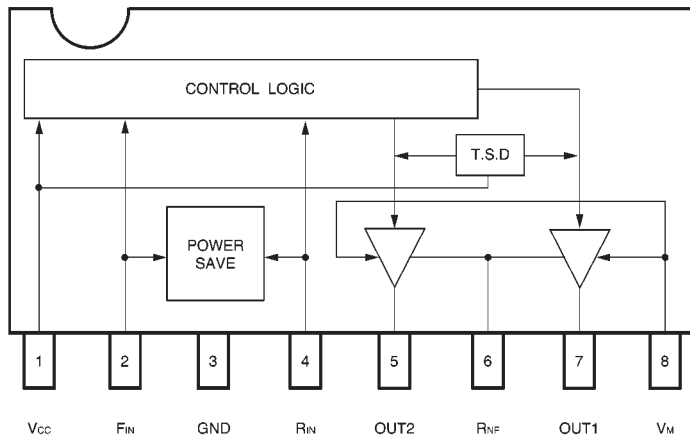 CONTROL LOGIC
T.S.D
POWER
SAVE
1 2 3 4 5 6 7 8
VCC FIN GND RIN OUT2 RNF OUT1 VM